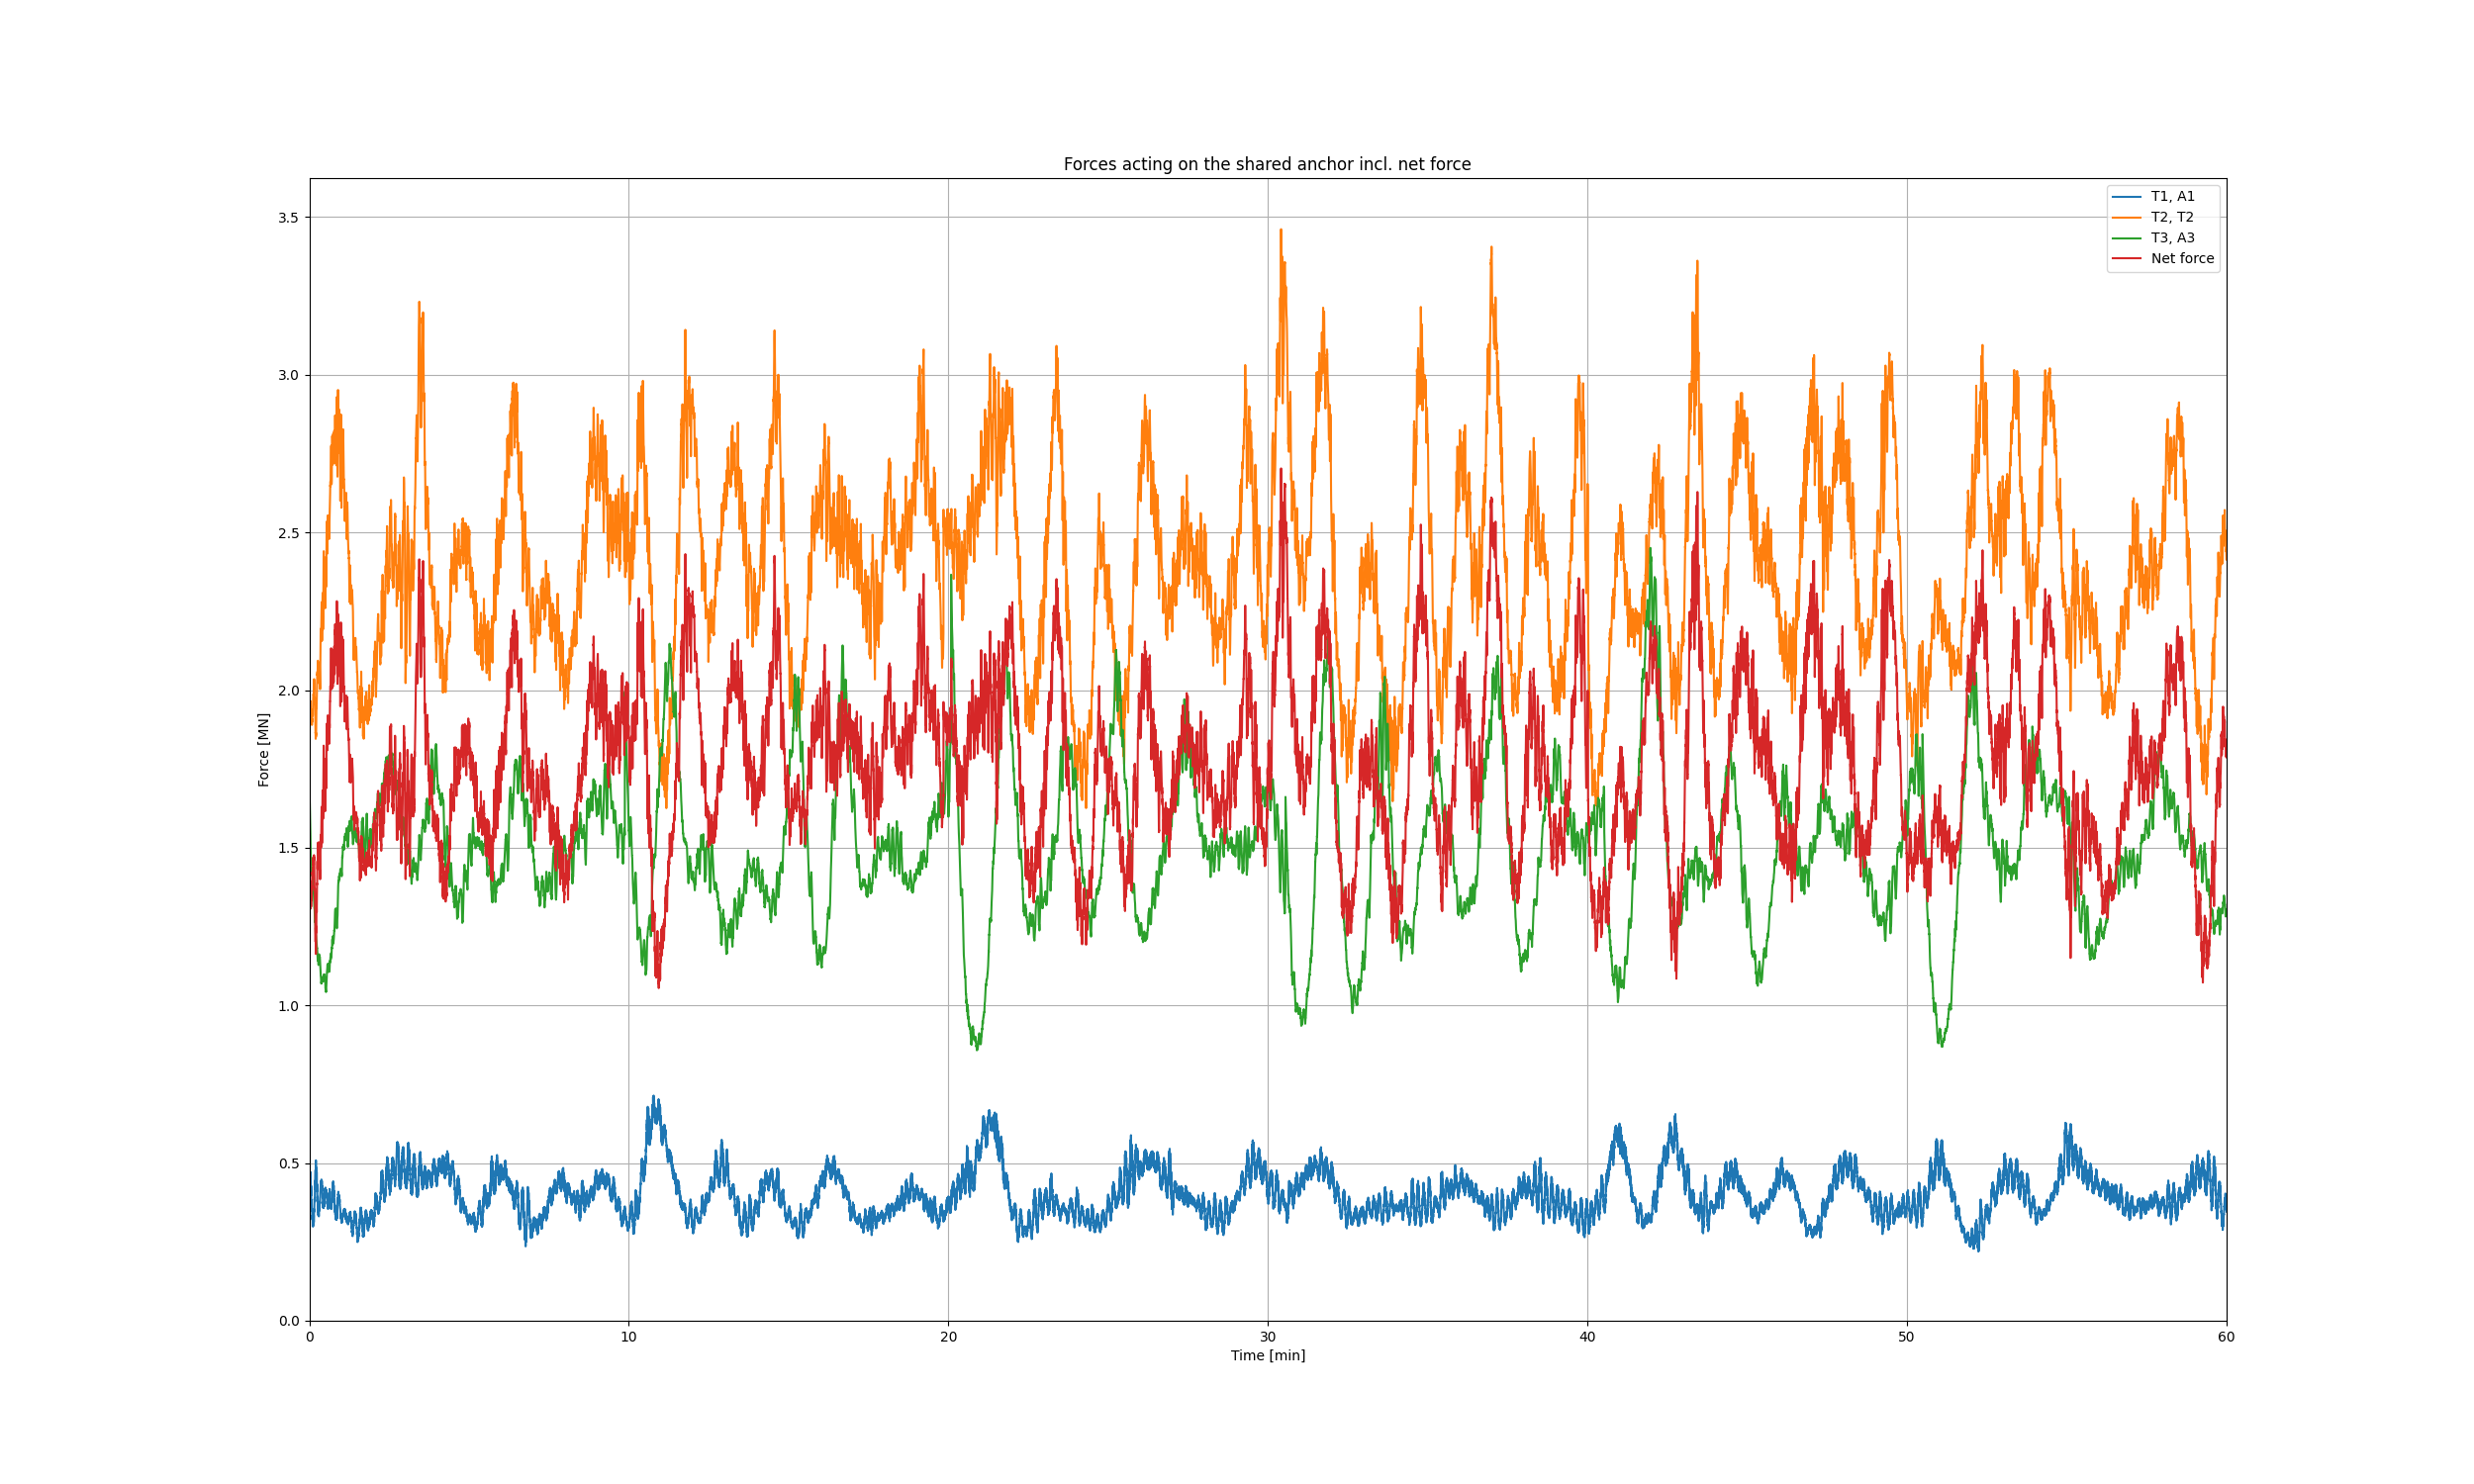 Forces acting on the shared anchor incl. net force
T1, A1
T2, T2
T3, A3
Net force
3.5
3.0
2.5
2.0
1.5
1.0
0.5
0.0
Force [MN]
0 10 20 30 40 50 60
Time [min]